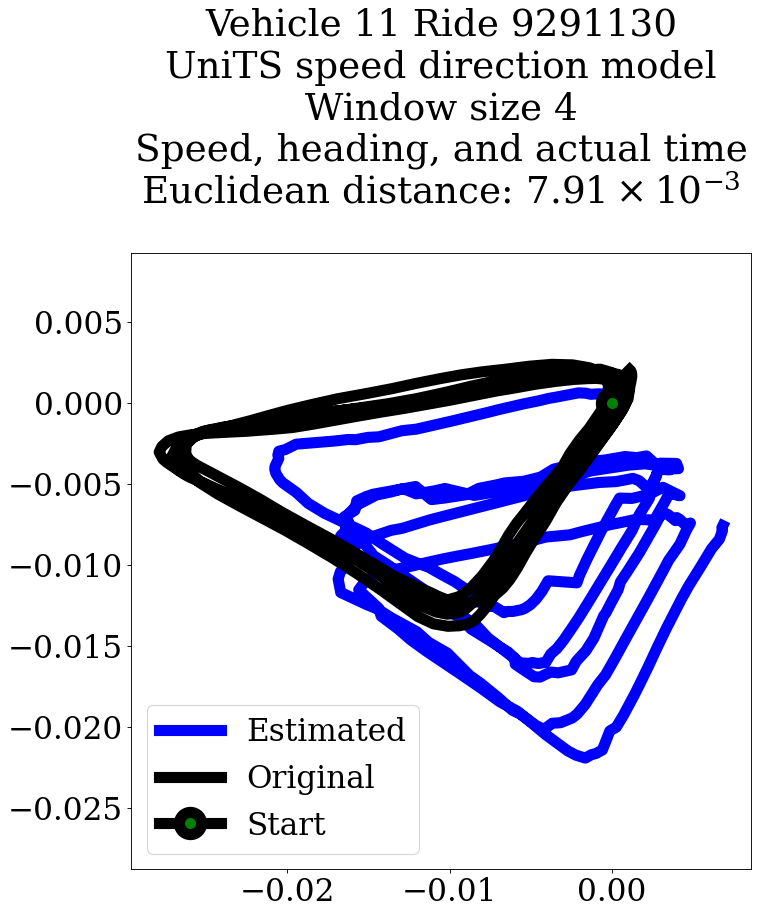 Vehicle 11 Ride 9291130
UniTS speed direction model
Window size 4
Speed, heading, and actual time
Euclidean distance: 7.91 × 10⁻³
0.005
0.000
−0.005
−0.010
−0.015
−0.020
−0.025
Estimated
Original
Start
−0.02
−0.01
0.00